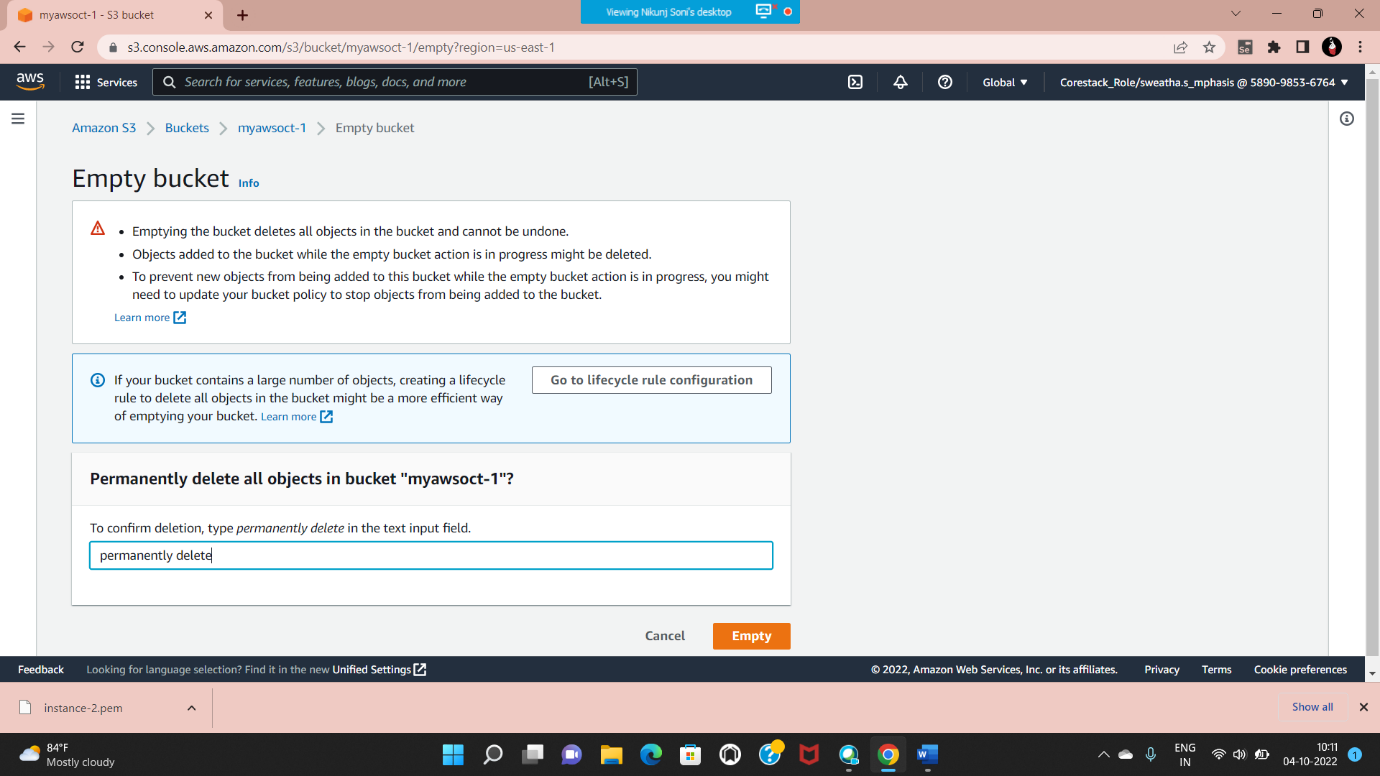 myawsoct-1 - S3 bucket
Viewing Nikunj Soni's desktop
s3.console.aws.amazon.com/s3/bucket/myawsoct-1/empty?region=us-east-1
Se
aws
Services
Search for services, features, blogs, docs, and more
[Alt+S]
Global
Corestack_Role/sweatha.s_mphasis @ 5890-9853-6764
Amazon S3
Buckets
myawsoct-1
Empty bucket
Empty bucket
Info
Emptying the bucket deletes all objects in the bucket and cannot be undone.
Objects added to the bucket while the empty bucket action is in progress might be deleted.
To prevent new objects from being added to this bucket while the empty bucket action is in progress, you might
need to update your bucket policy to stop objects from being added to the bucket.
Learn more
If your bucket contains a large number of objects, creating a lifecycle
rule to delete all objects in the bucket might be a more efficient way
of emptying your bucket. Learn more
Go to lifecycle rule configuration
Permanently delete all objects in bucket "myawsoct-1"?
To confirm deletion, type permanently delete in the text input field.
permanently delete
Cancel
Empty
Feedback
Looking for language selection? Find it in the new Unified Settings
© 2022, Amazon Web Services, Inc. or its affiliates.
Privacy
Terms
Cookie preferences
instance-2.pem
Show all
84°F
Mostly cloudy
W
ENG
IN
10:11
04-10-2022
1